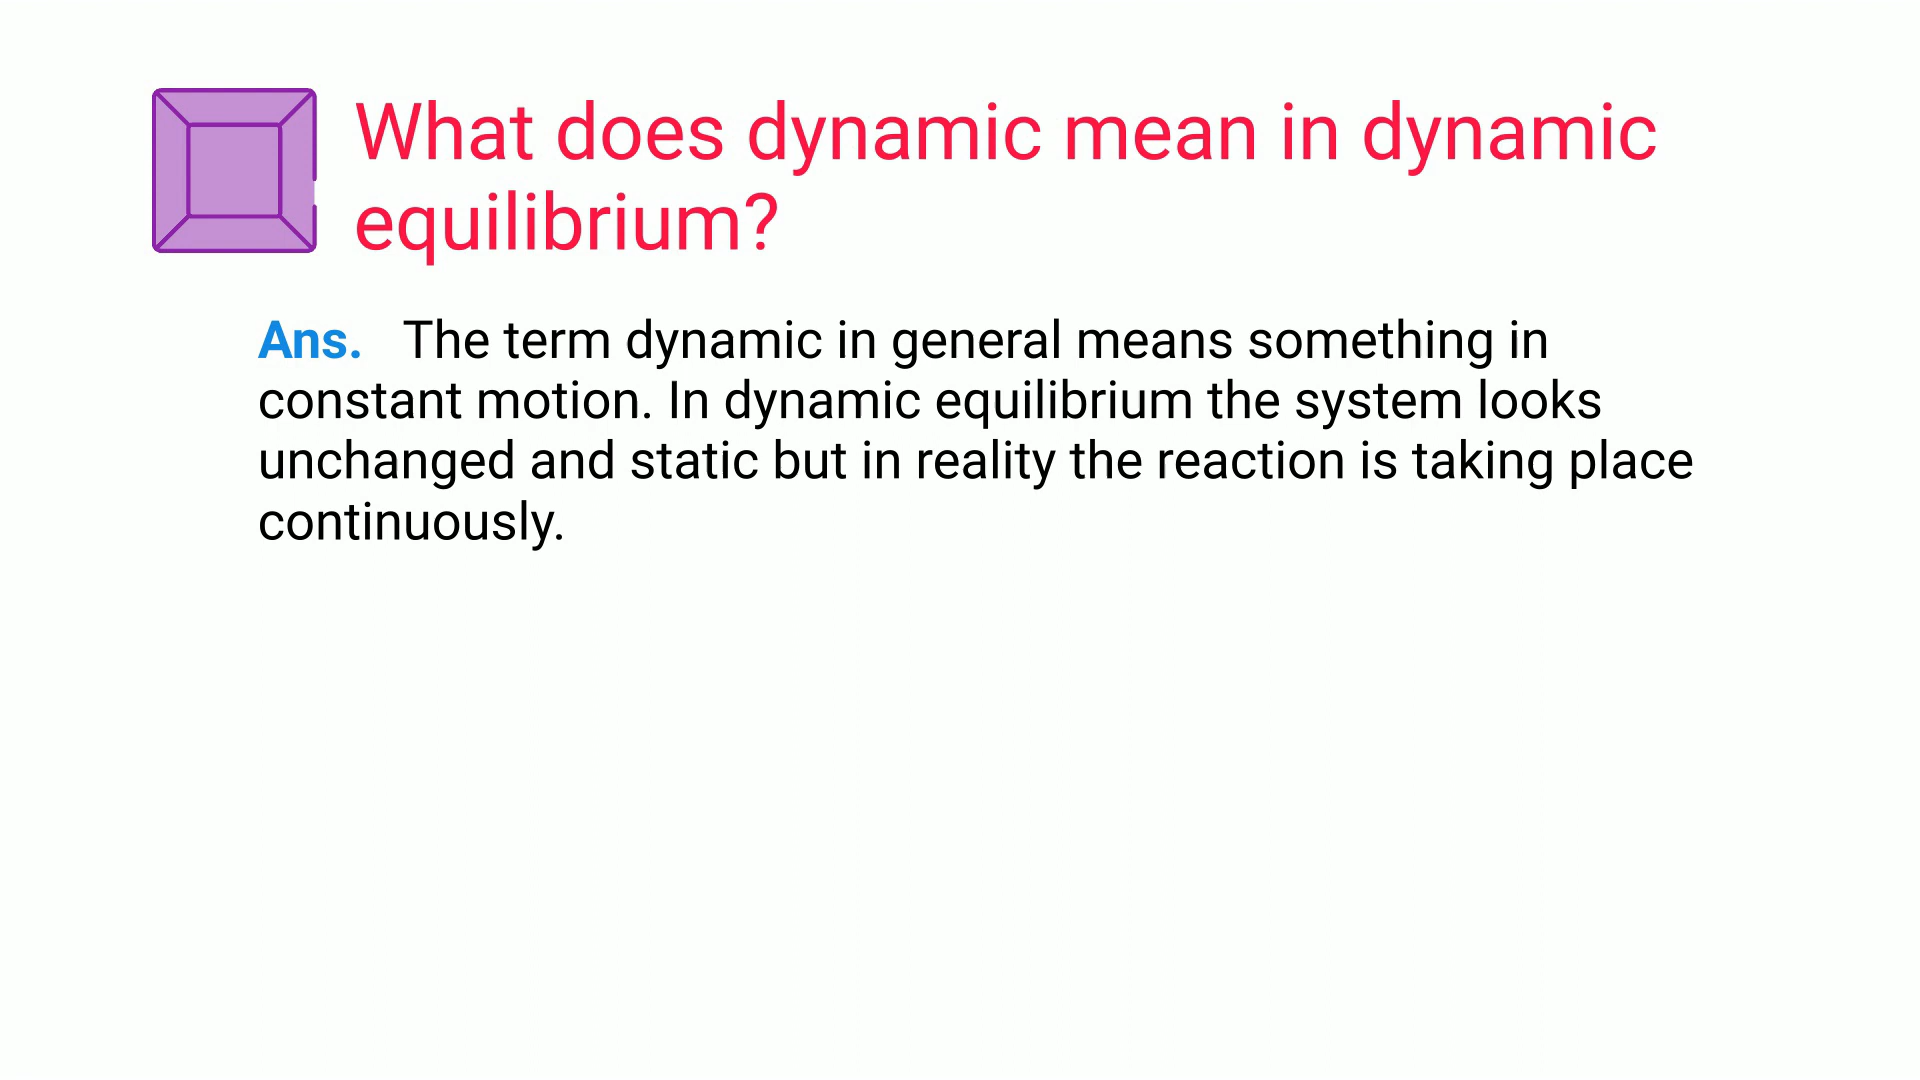 What does dynamic mean in dynamic
equilibrium?
Ans. The term dynamic in general means something in
constant motion. In dynamic equilibrium the system looks
unchanged and static but in reality the reaction is taking place
continuously.